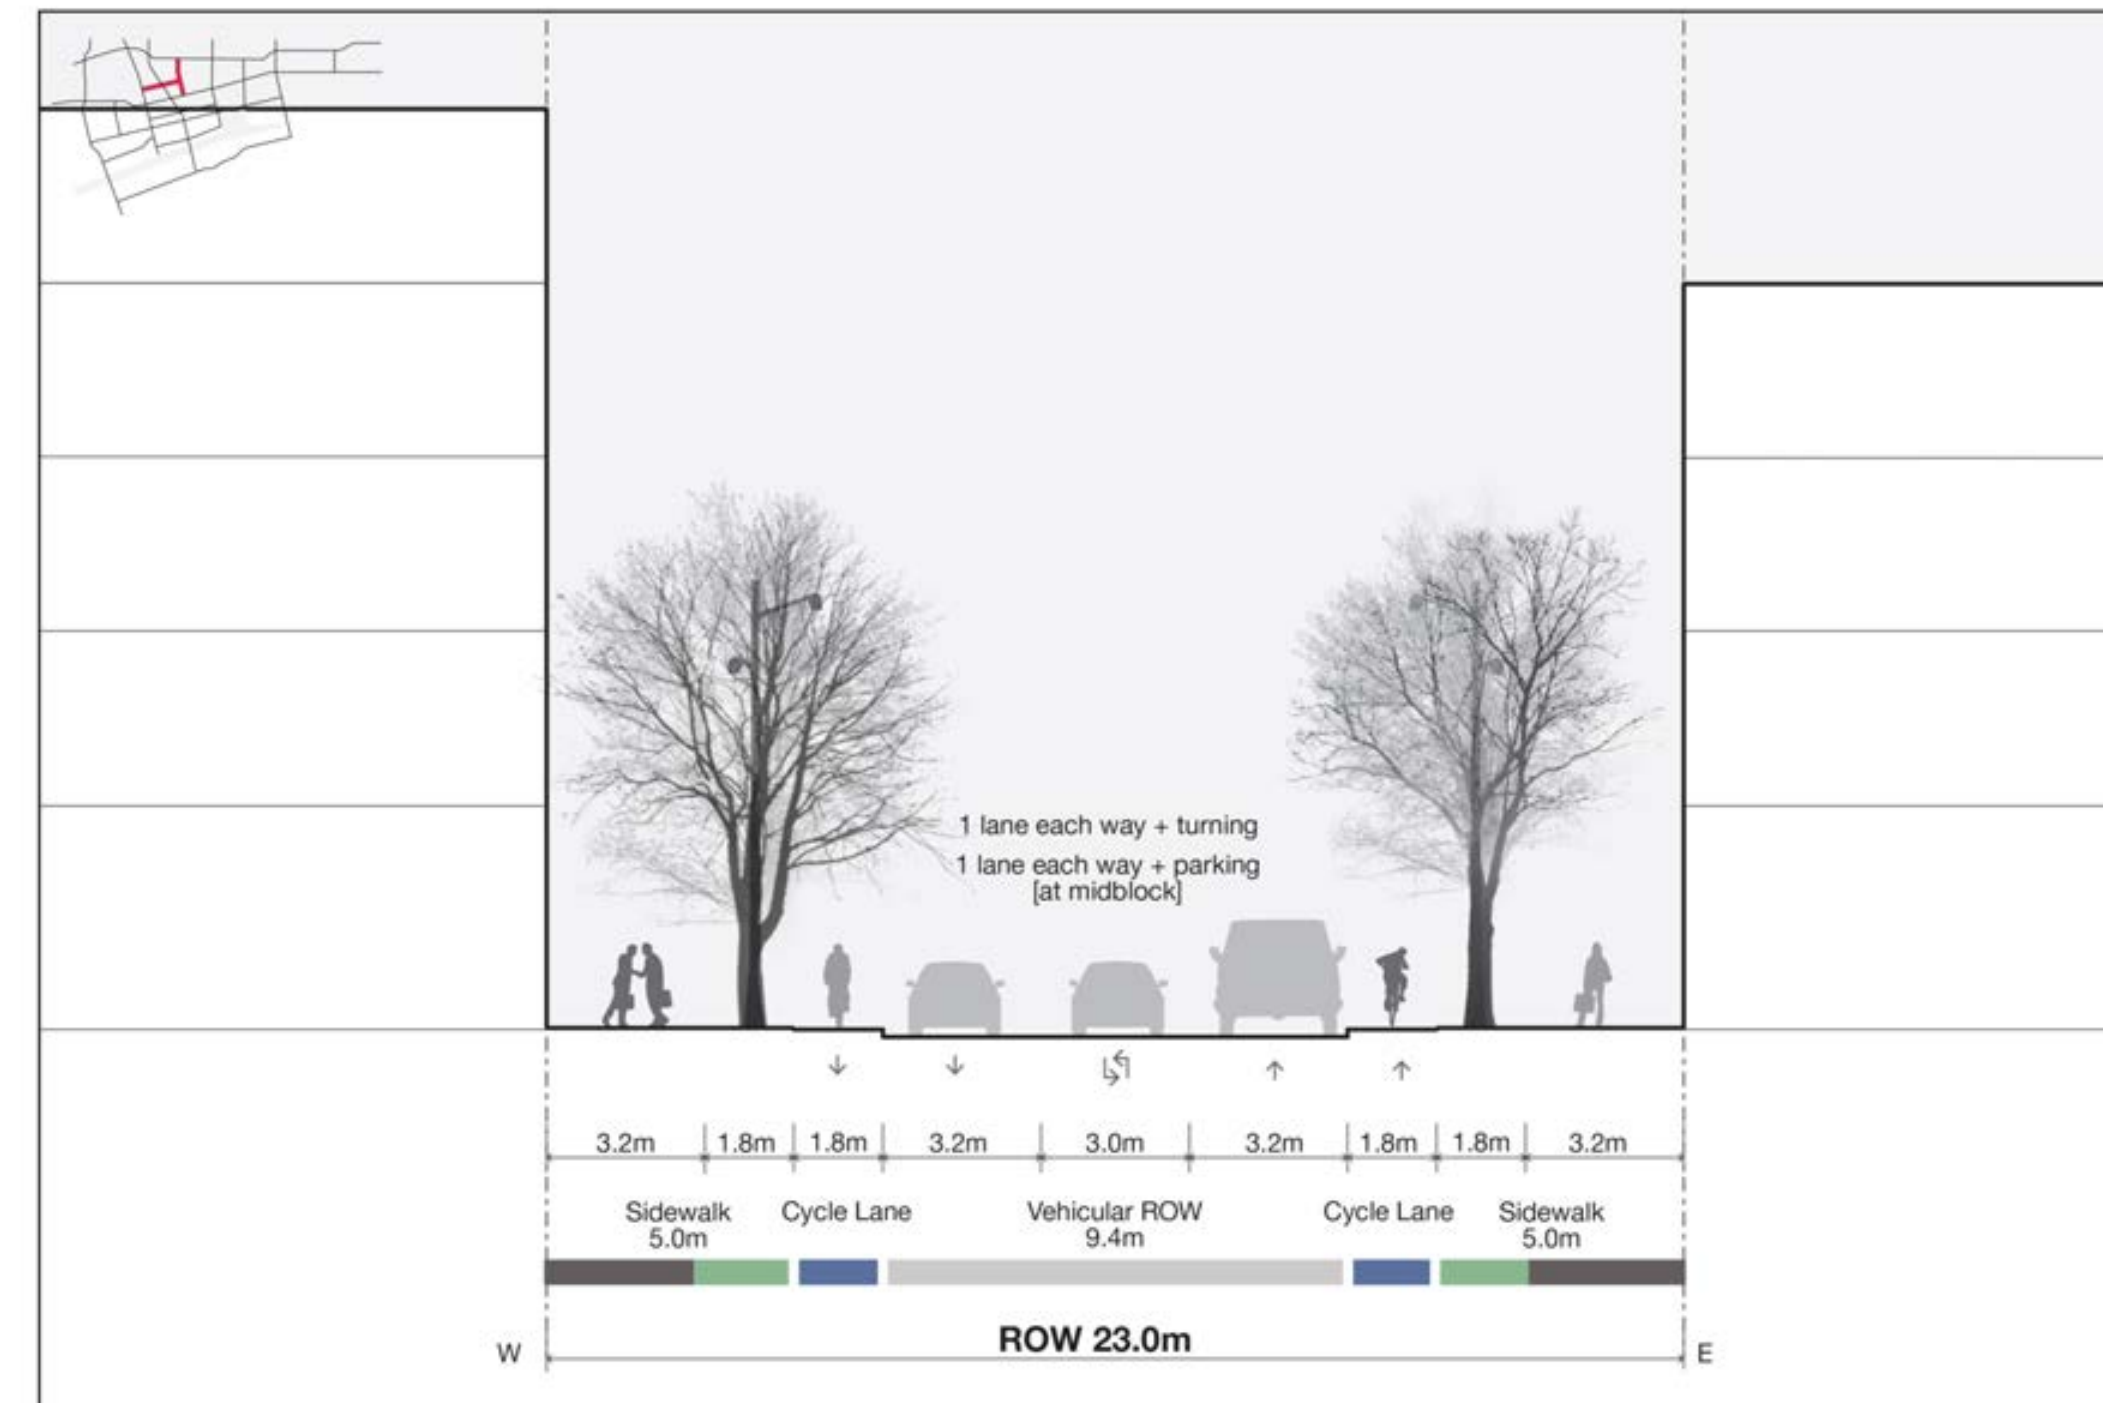 1 lane each way + turning
1 lane each way + parking
[at midblock]
3.2m 1.8m 1.8m 3.2m 3.0m 3.2m 1.8m 1.8m 3.2m
Sidewalk Cycle Lane Vehicular ROW Cycle Lane Sidewalk
5.0m 9.4m 5.0m
ROW 23.0m
W E